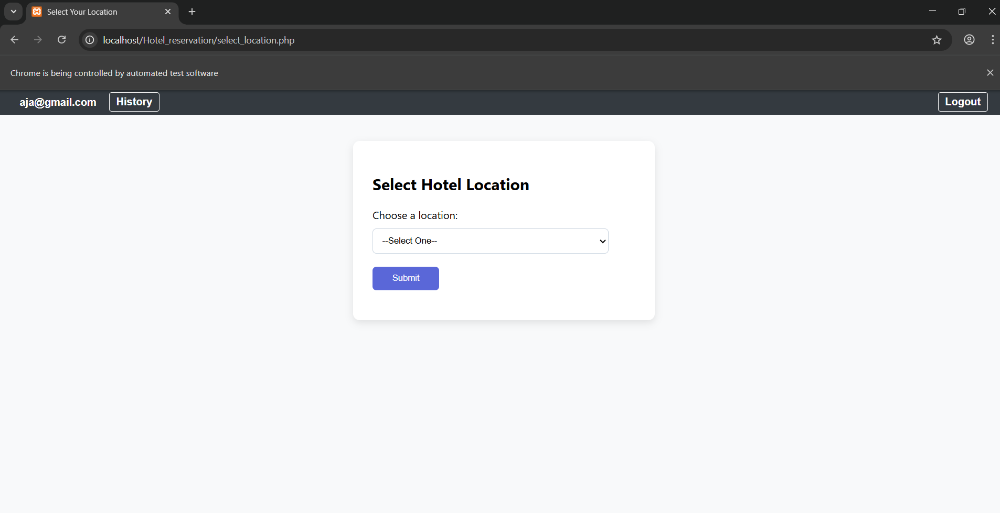 Select Your Location
localhost/Hotel_reservation/select_location.php
Chrome is being controlled by automated test software
aja@gmail.com History Logout
Select Hotel Location
Choose a location:
--Select One--
Submit